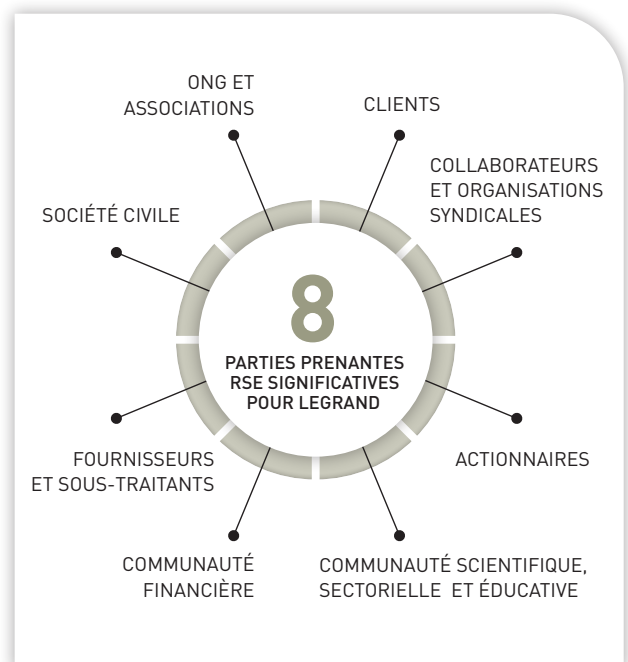 ONG ET
ASSOCIATIONS
CLIENTS
COLLABORATEURS
ET ORGANISATIONS
SYNDICALES
SOCIÉTÉ CIVILE
8
PARTIES PRENANTES
RSE SIGNIFICATIVES
POUR LEGRAND
FOURNISSEURS
ET SOUS-TRAITANTS
ACTIONNAIRES
COMMUNAUTÉ
FINANCIÈRE
COMMUNAUTÉ SCIENTIFIQUE,
SECTORIELLE ET ÉDUCATIVE